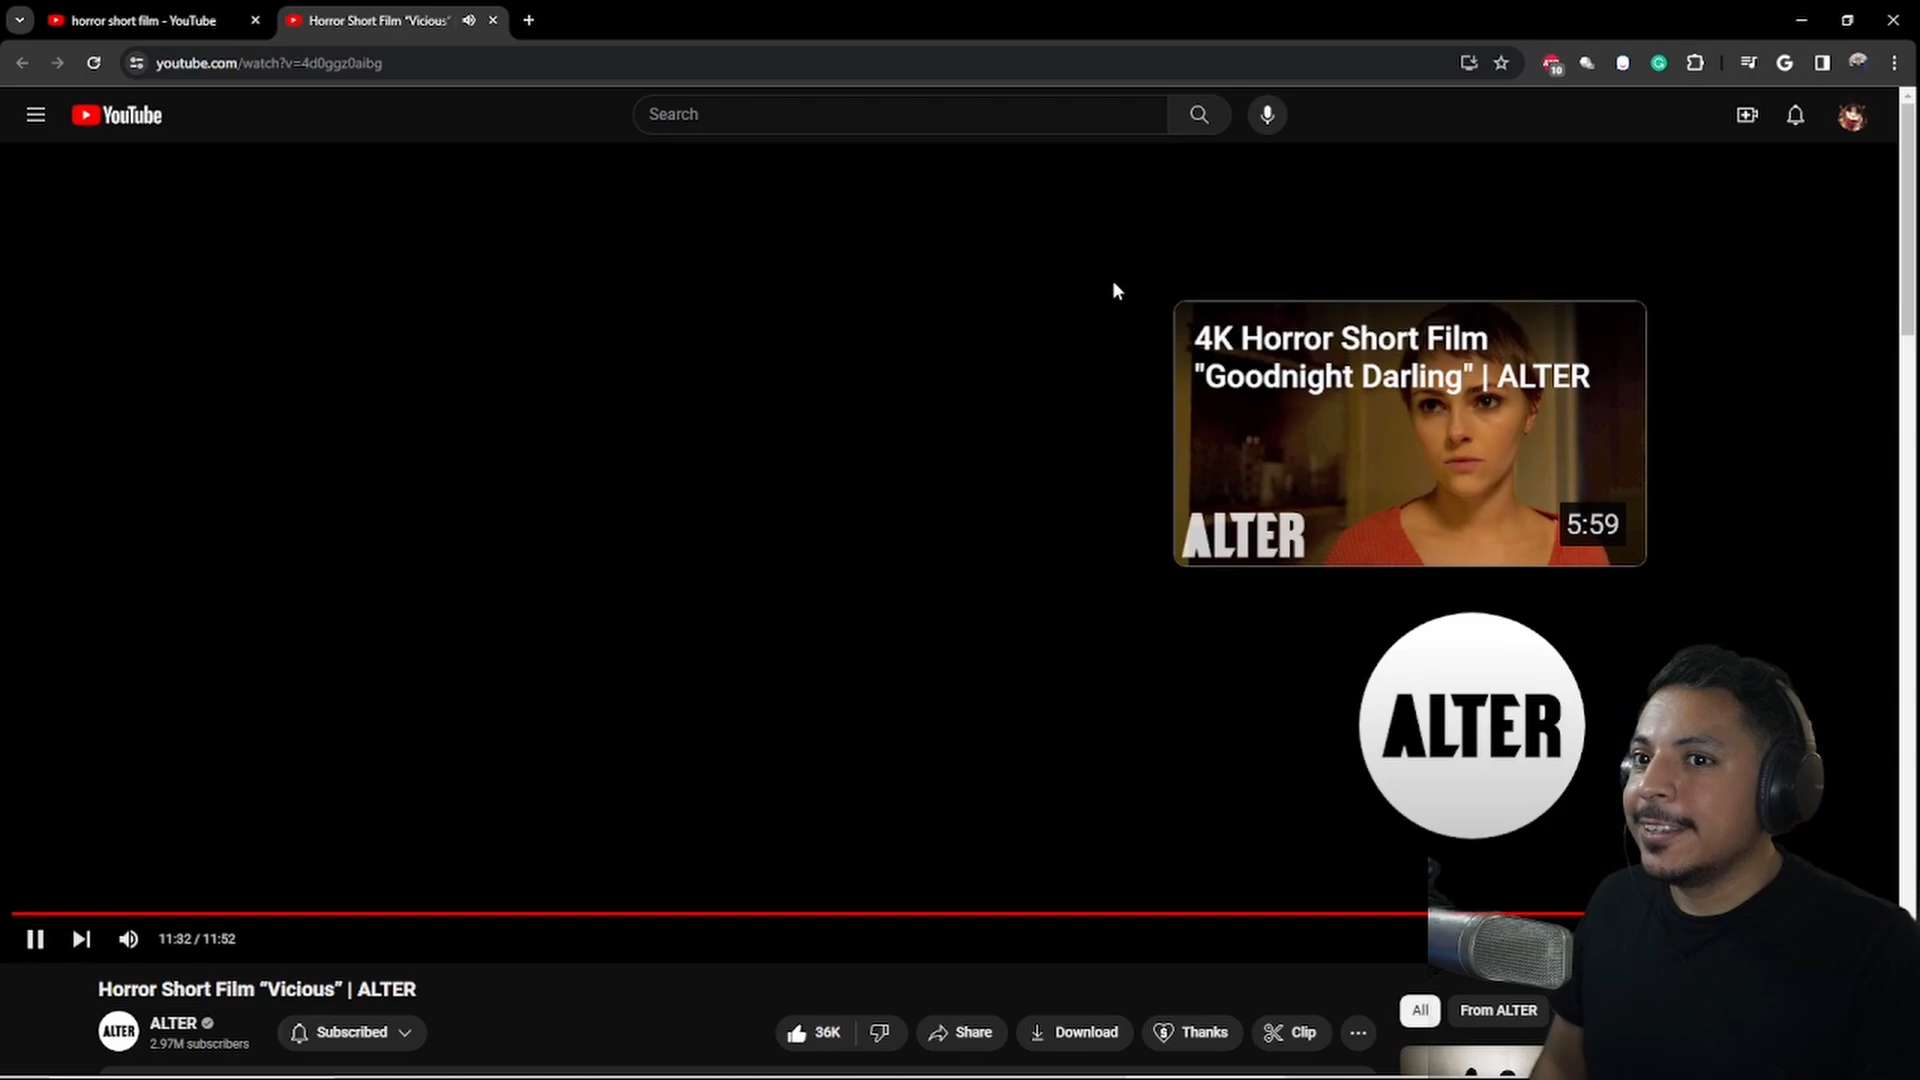 horror short film - YouTube
Horror Short Film "Vicious"
youtube.com/watch?v=4d0ggz0aibg
10
YouTube
Search
4K Horror Short Film
"Goodnight Darling" | ALTER
ALTER
5:59
ALTER
11:32 / 11:52
Horror Short Film “Vicious” | ALTER
ALTER
ALTER
2.97M subscribers
Subscribed
36K
Share
Download
Thanks
Clip
All
From ALTER